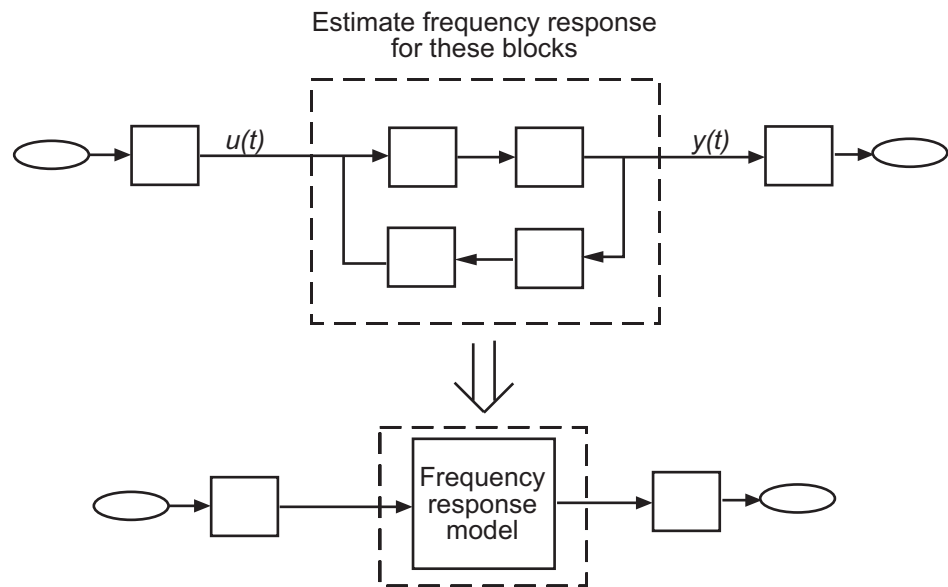 Estimate frequency response
for these blocks
u(t)
y(t)
Frequency
response
model